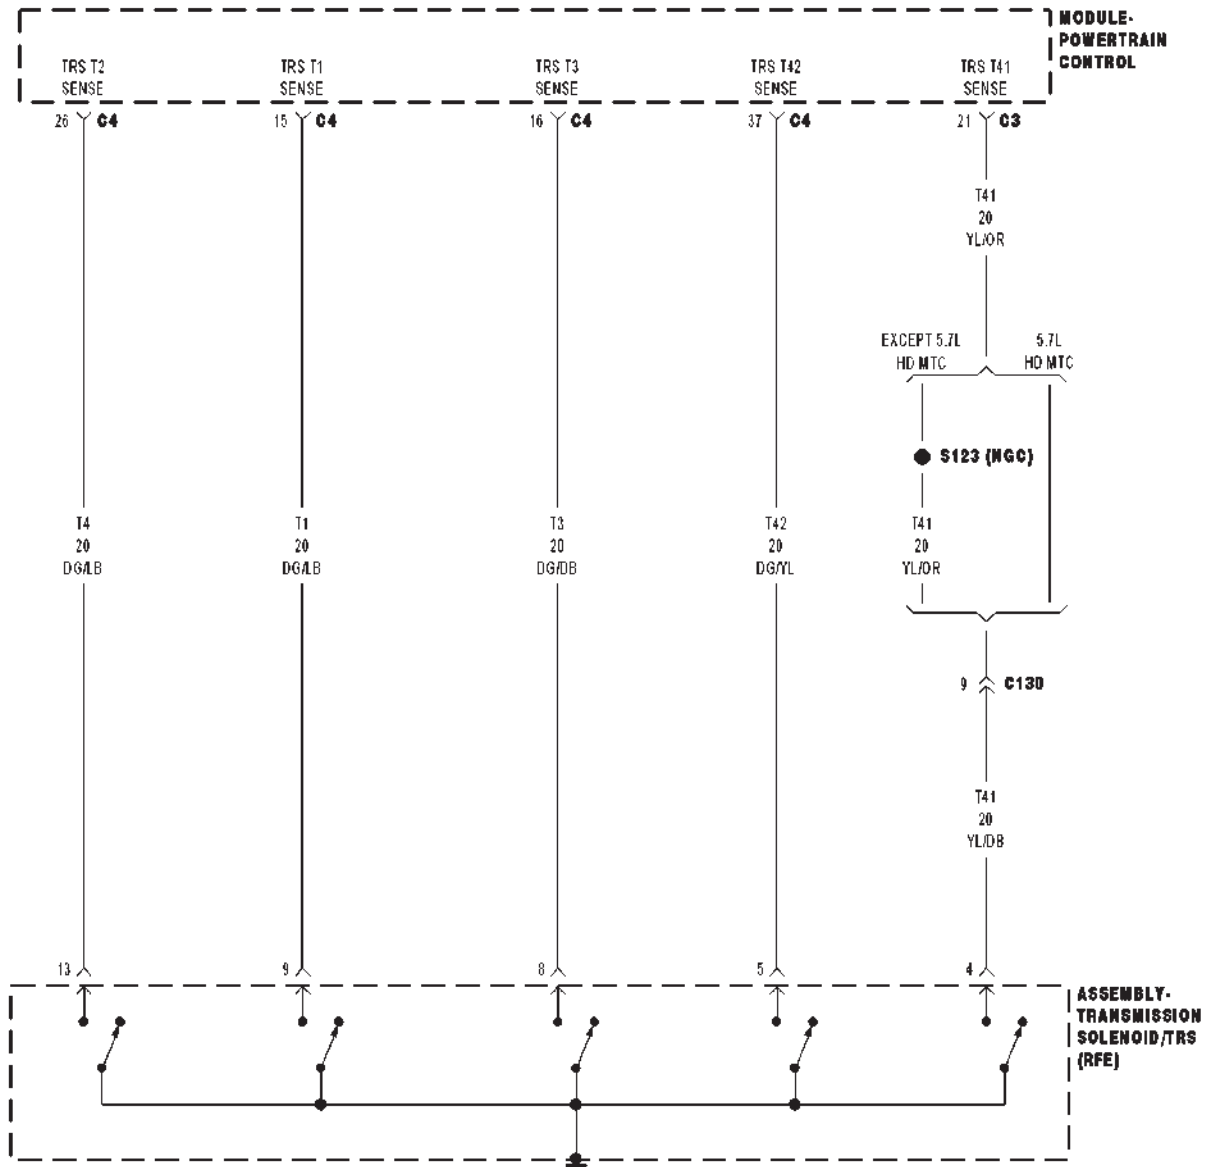 MODULE-
POWERTRAIN
CONTROL
TRS T2
SENSE
TRS T1
SENSE
TRS T3
SENSE
TRS T42
SENSE
TRS T41
SENSE
26 C4
15 C4
16 C4
37 C4
21 C3
T41
20
YL/OR
EXCEPT 5.7L
HD MTC
5.7L
HD MTC
S123 (NGC)
T4
20
DG/LB
T1
20
DG/LB
T3
20
DG/DB
T42
20
DG/YL
T41
20
YL/OR
9 C130
T41
20
YL/DB
13
9
8
5
4
ASSEMBLY-
TRANSMISSION
SOLENOID/TRS
(RFE)